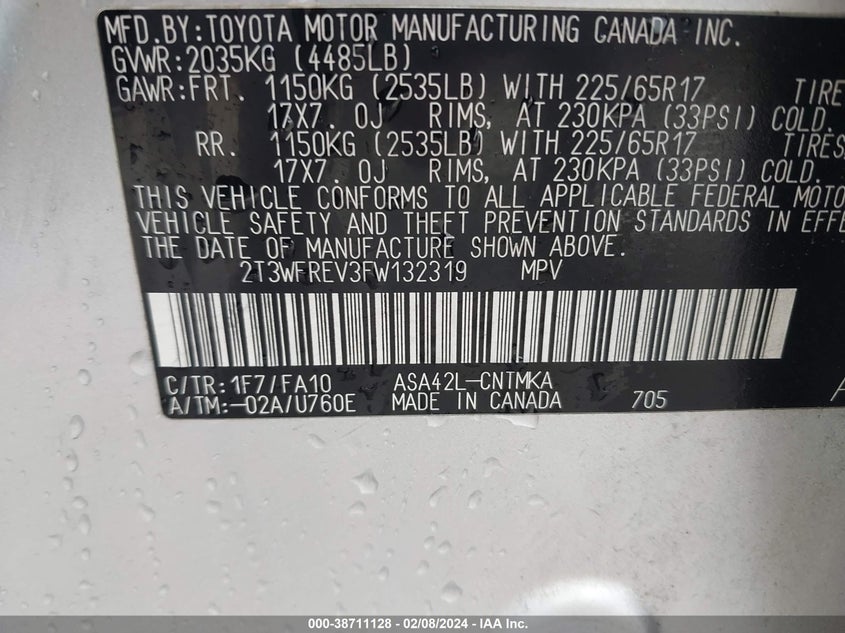 MFD.BY:TOYOTA MOTOR MANUFACTURING CANADA INC.
GVWR:2035KG (4485LB)
GAWR:FRT. 1150KG (2535LB) WITH 225/65R17 TIRE
17X7.0J RIMS, AT 230KPA (33PSI) COLD.
RR. 1150KG (2535LB) WITH 225/65R17 TIRES
17X7.0J RIMS, AT 230KPA (33PSI) COLD.
THIS VEHICLE CONFORMS TO ALL APPLICABLE FEDERAL MOTO
VEHICLE SAFETY AND THEFT PREVENTION STANDARDS IN EFFE
THE DATE OF MANUFACTURE SHOWN ABOVE.
2T3WFREV3FW132319 MPV
C/TR:1F7/FA10 ASA42L-CNTMKA
A/TM:-02A/U760E MADE IN CANADA 705
000-38711128 - 02/08/2024 - IAA Inc.